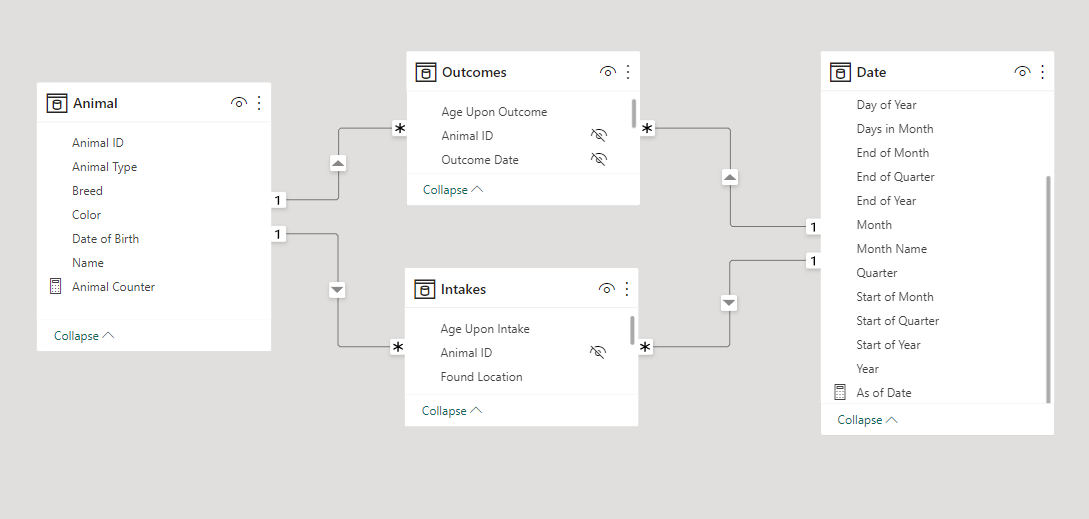 Animal
Animal ID
Animal Type
Breed
Color
Date of Birth
Name
Animal Counter
Collapse
1
1
Outcomes
Age Upon Outcome
Animal ID
Outcome Date
Collapse
*
*
Intakes
Age Upon Intake
Animal ID
Found Location
Collapse
*
*
Date
Day of Year
Days in Month
End of Month
End of Quarter
End of Year
Month
Month Name
Quarter
Start of Month
Start of Quarter
Start of Year
Year
As of Date
Collapse
1
1